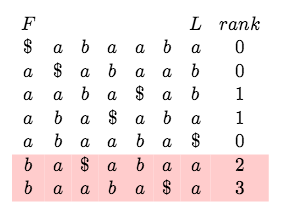 F L rank
$ a b a a b a 0
a $ a b a a b 0
a a b a $ a b 1
a b a $ a b a 1
a b a a b a $ 0
b a $ a b a a 2
b a a b a $ a 3